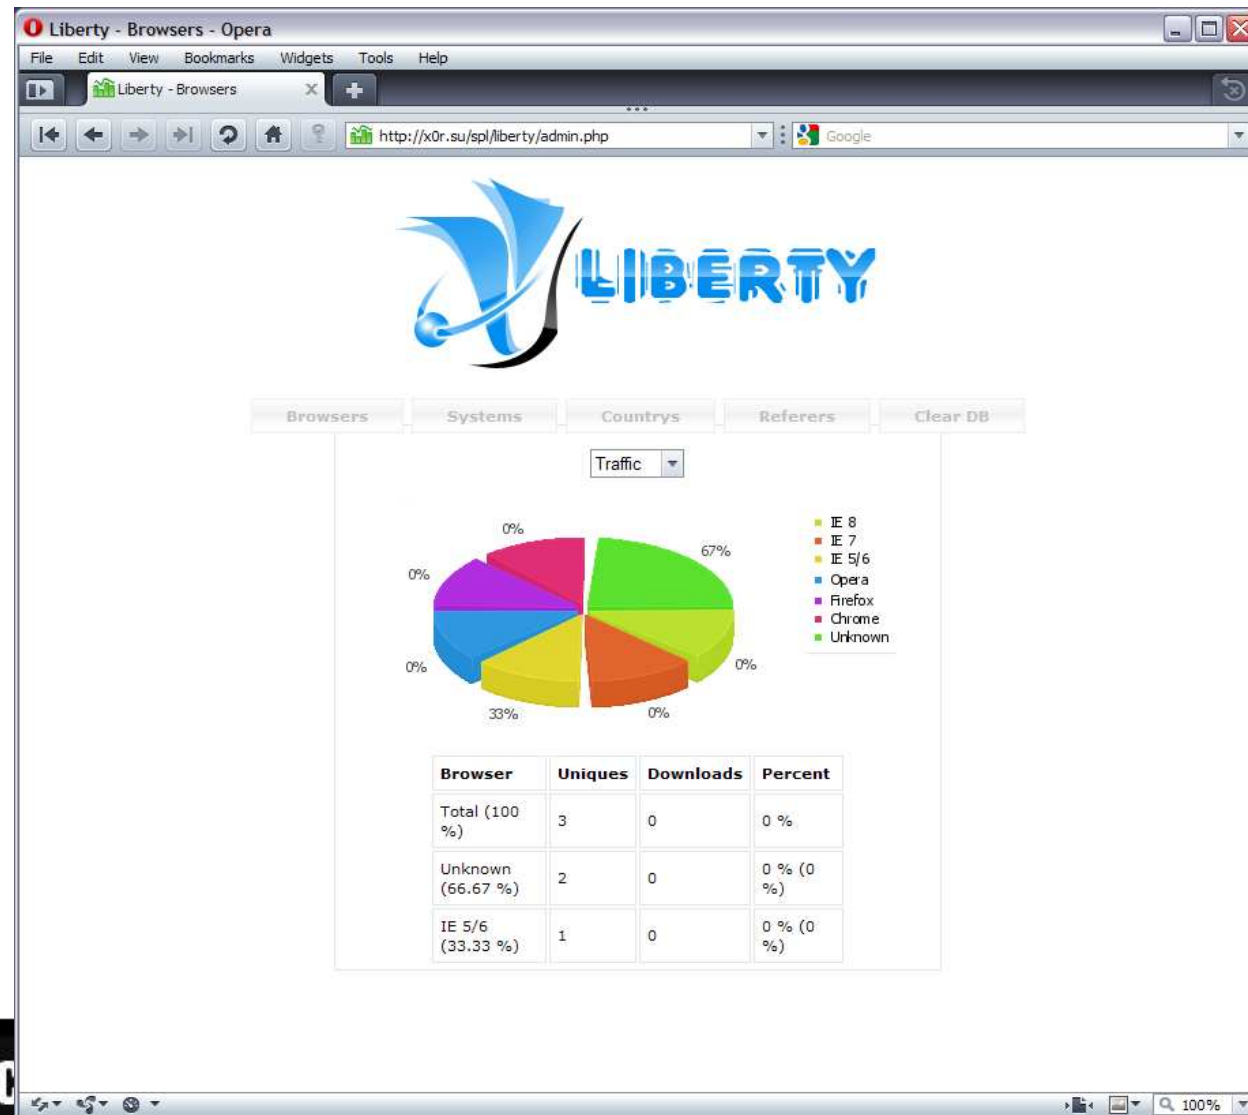 Liberty - Browsers - Opera
File Edit View Bookmarks Widgets Tools Help
Liberty - Browsers
http://x0r.su/spl/liberty/admin.php
Google
LIBERTY
Browsers Systems Countrys Referers Clear DB
Traffic
0%
67%
0%
0%
0%
33%
0%
IE 8
IE 7
IE 5/6
Opera
Firefox
Chrome
Unknown
Browser Uniques Downloads Percent
Total (100 %) 3 0 0 %
Unknown (66.67 %) 2 0 0 % (0 %)
IE 5/6 (33.33 %) 1 0 0 % (0 %)
100%